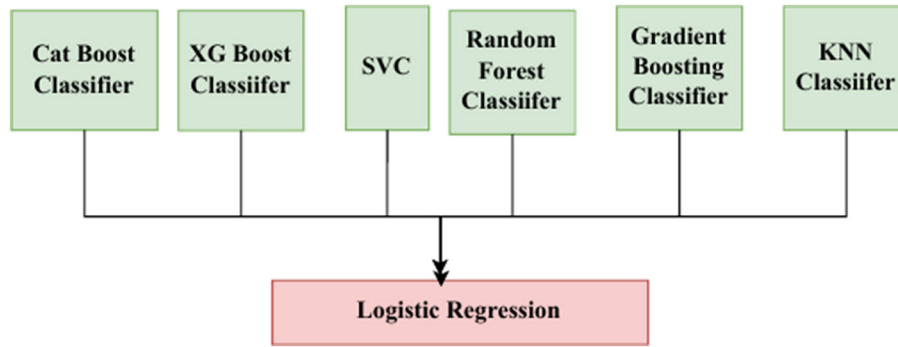 Cat Boost
Classifier
XG Boost
Classiifer
SVC
Random
Forest
Classiifer
Gradient
Boosting
Classifier
KNN
Classiifer
Logistic Regression